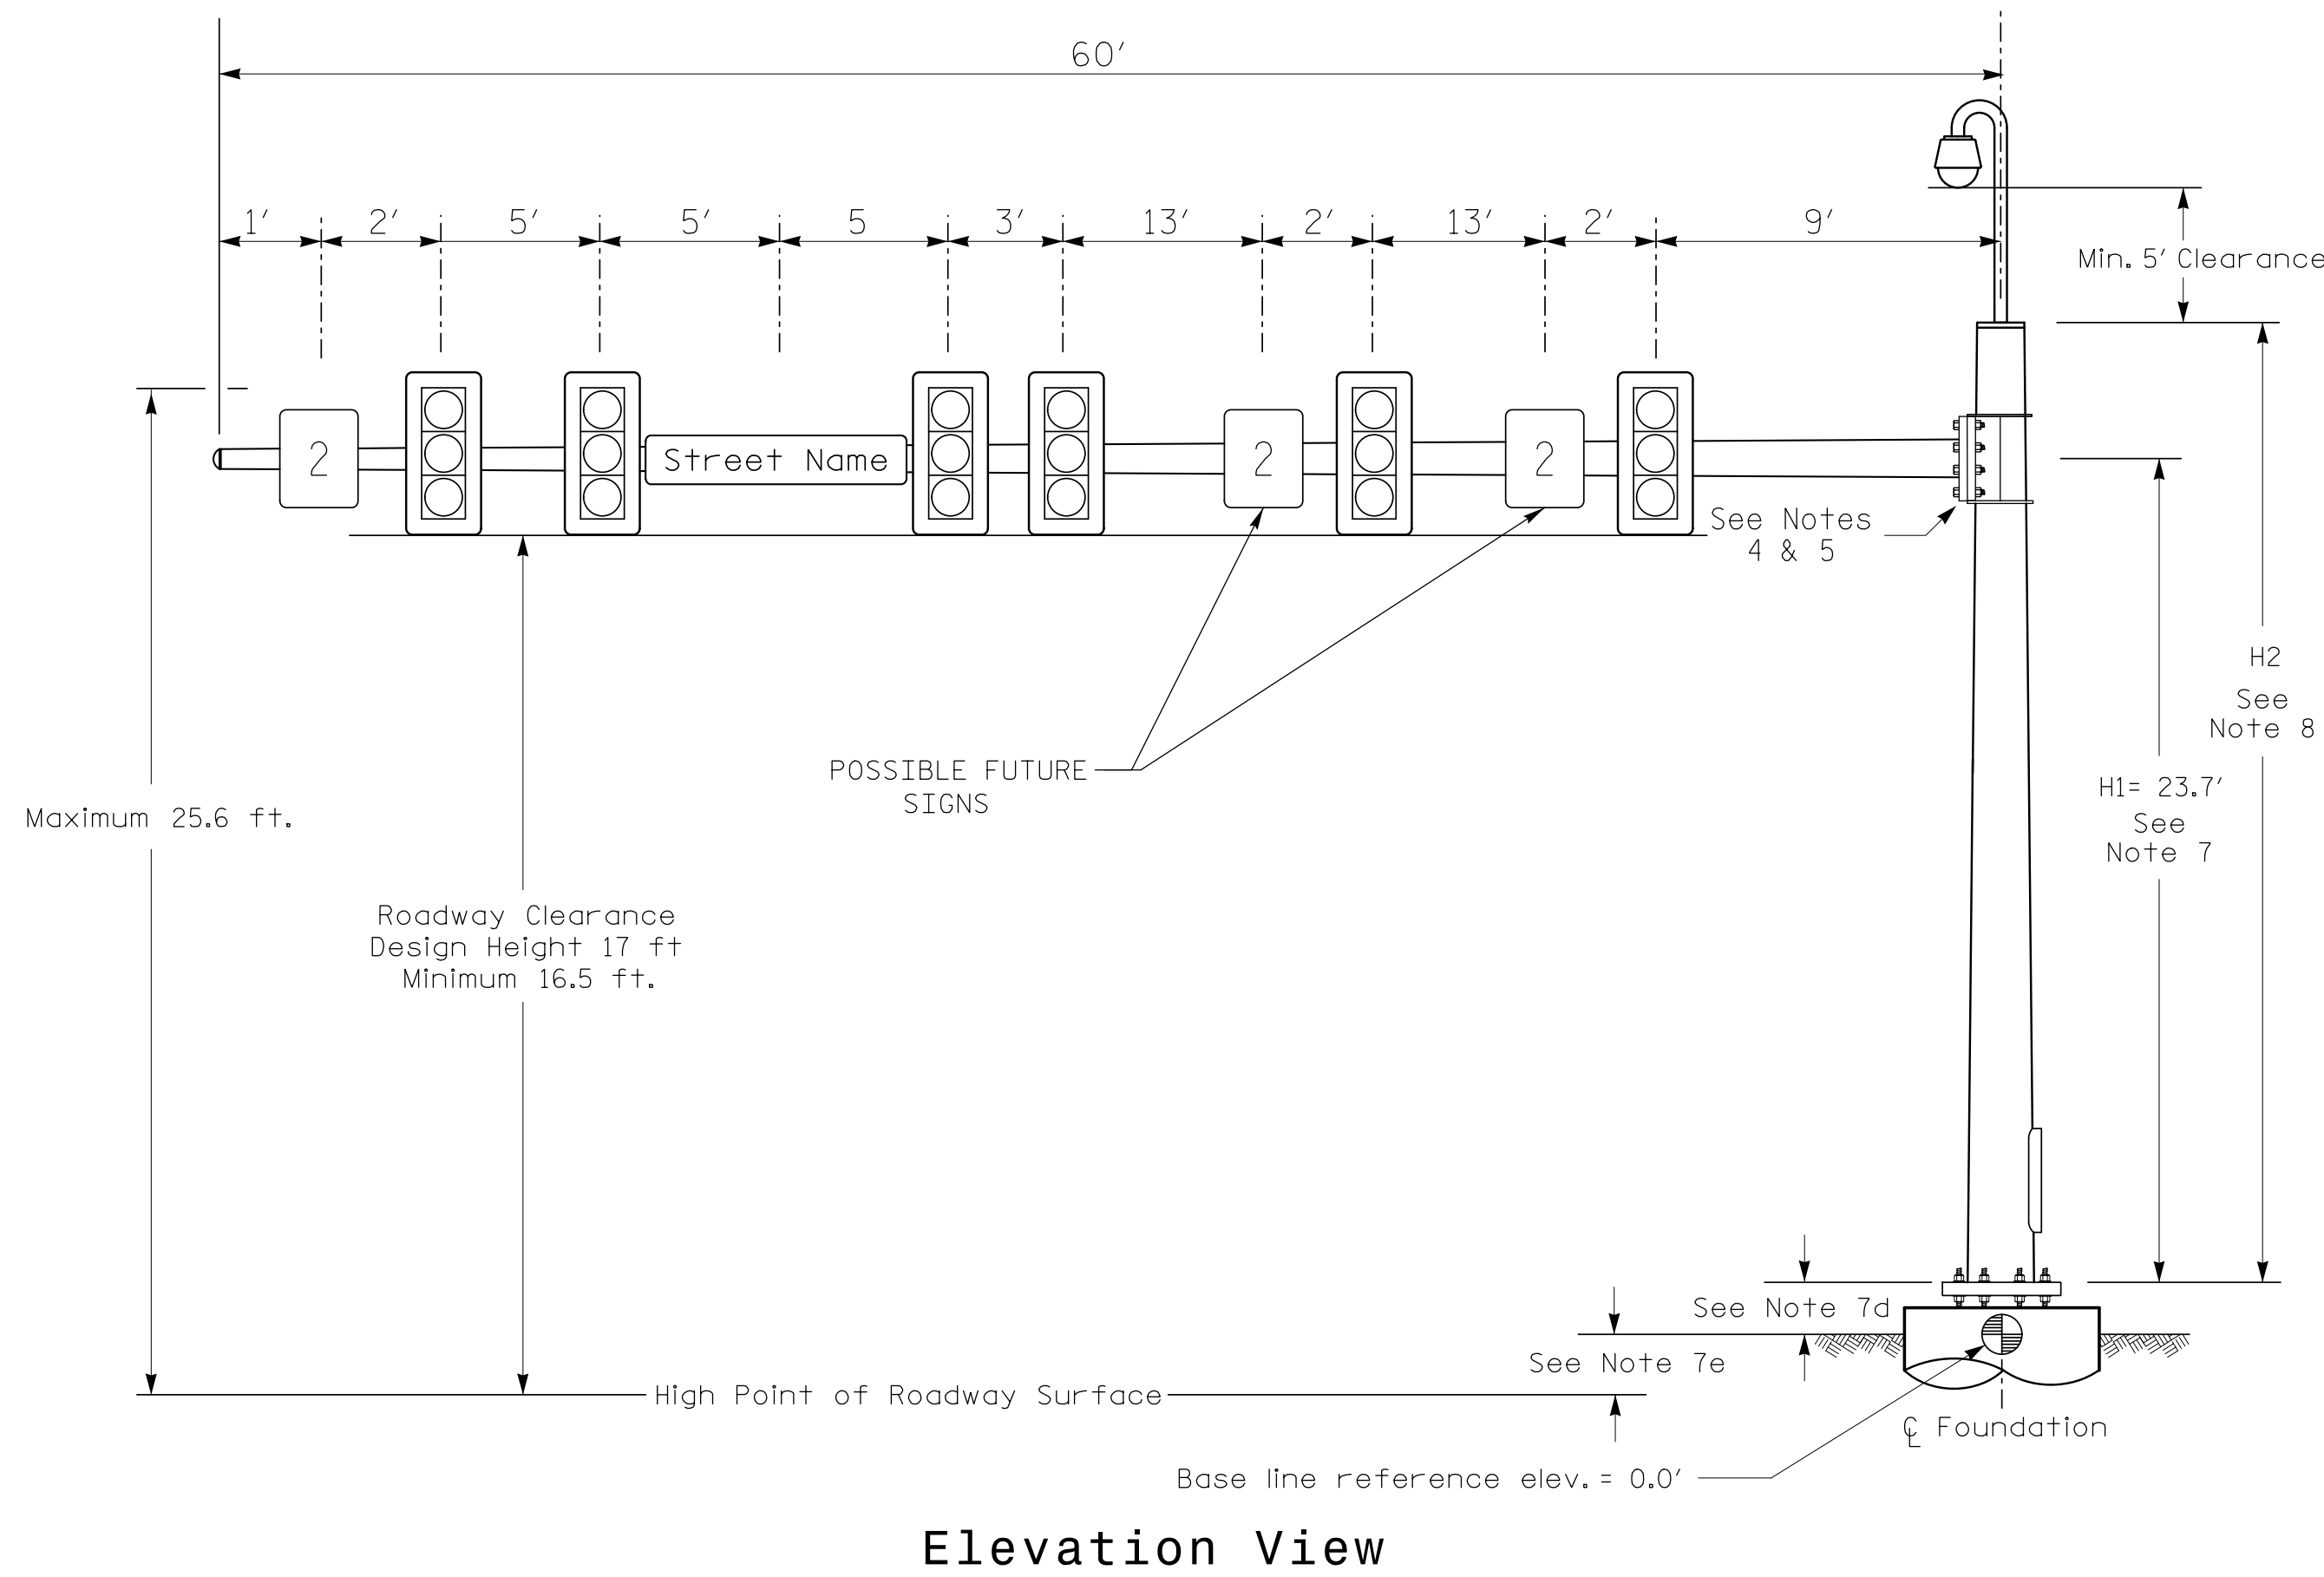 60'
1' 2' 5' 5' 5 3' 13' 2' 13' 2' 9'
Min. 5' Clearance
2
Street Name
2
2
See Notes
4 & 5
H2
See
Note 8
POSSIBLE FUTURE
SIGNS
H1= 23.7'
See
Note 7
Maximum 25.6 ft.
Roadway Clearance
Design Height 17 ft
Minimum 16.5 ft.
See Note 7d
See Note 7e
High Point of Roadway Surface
℄ Foundation
Base line reference elev. = 0.0'
Elevation View